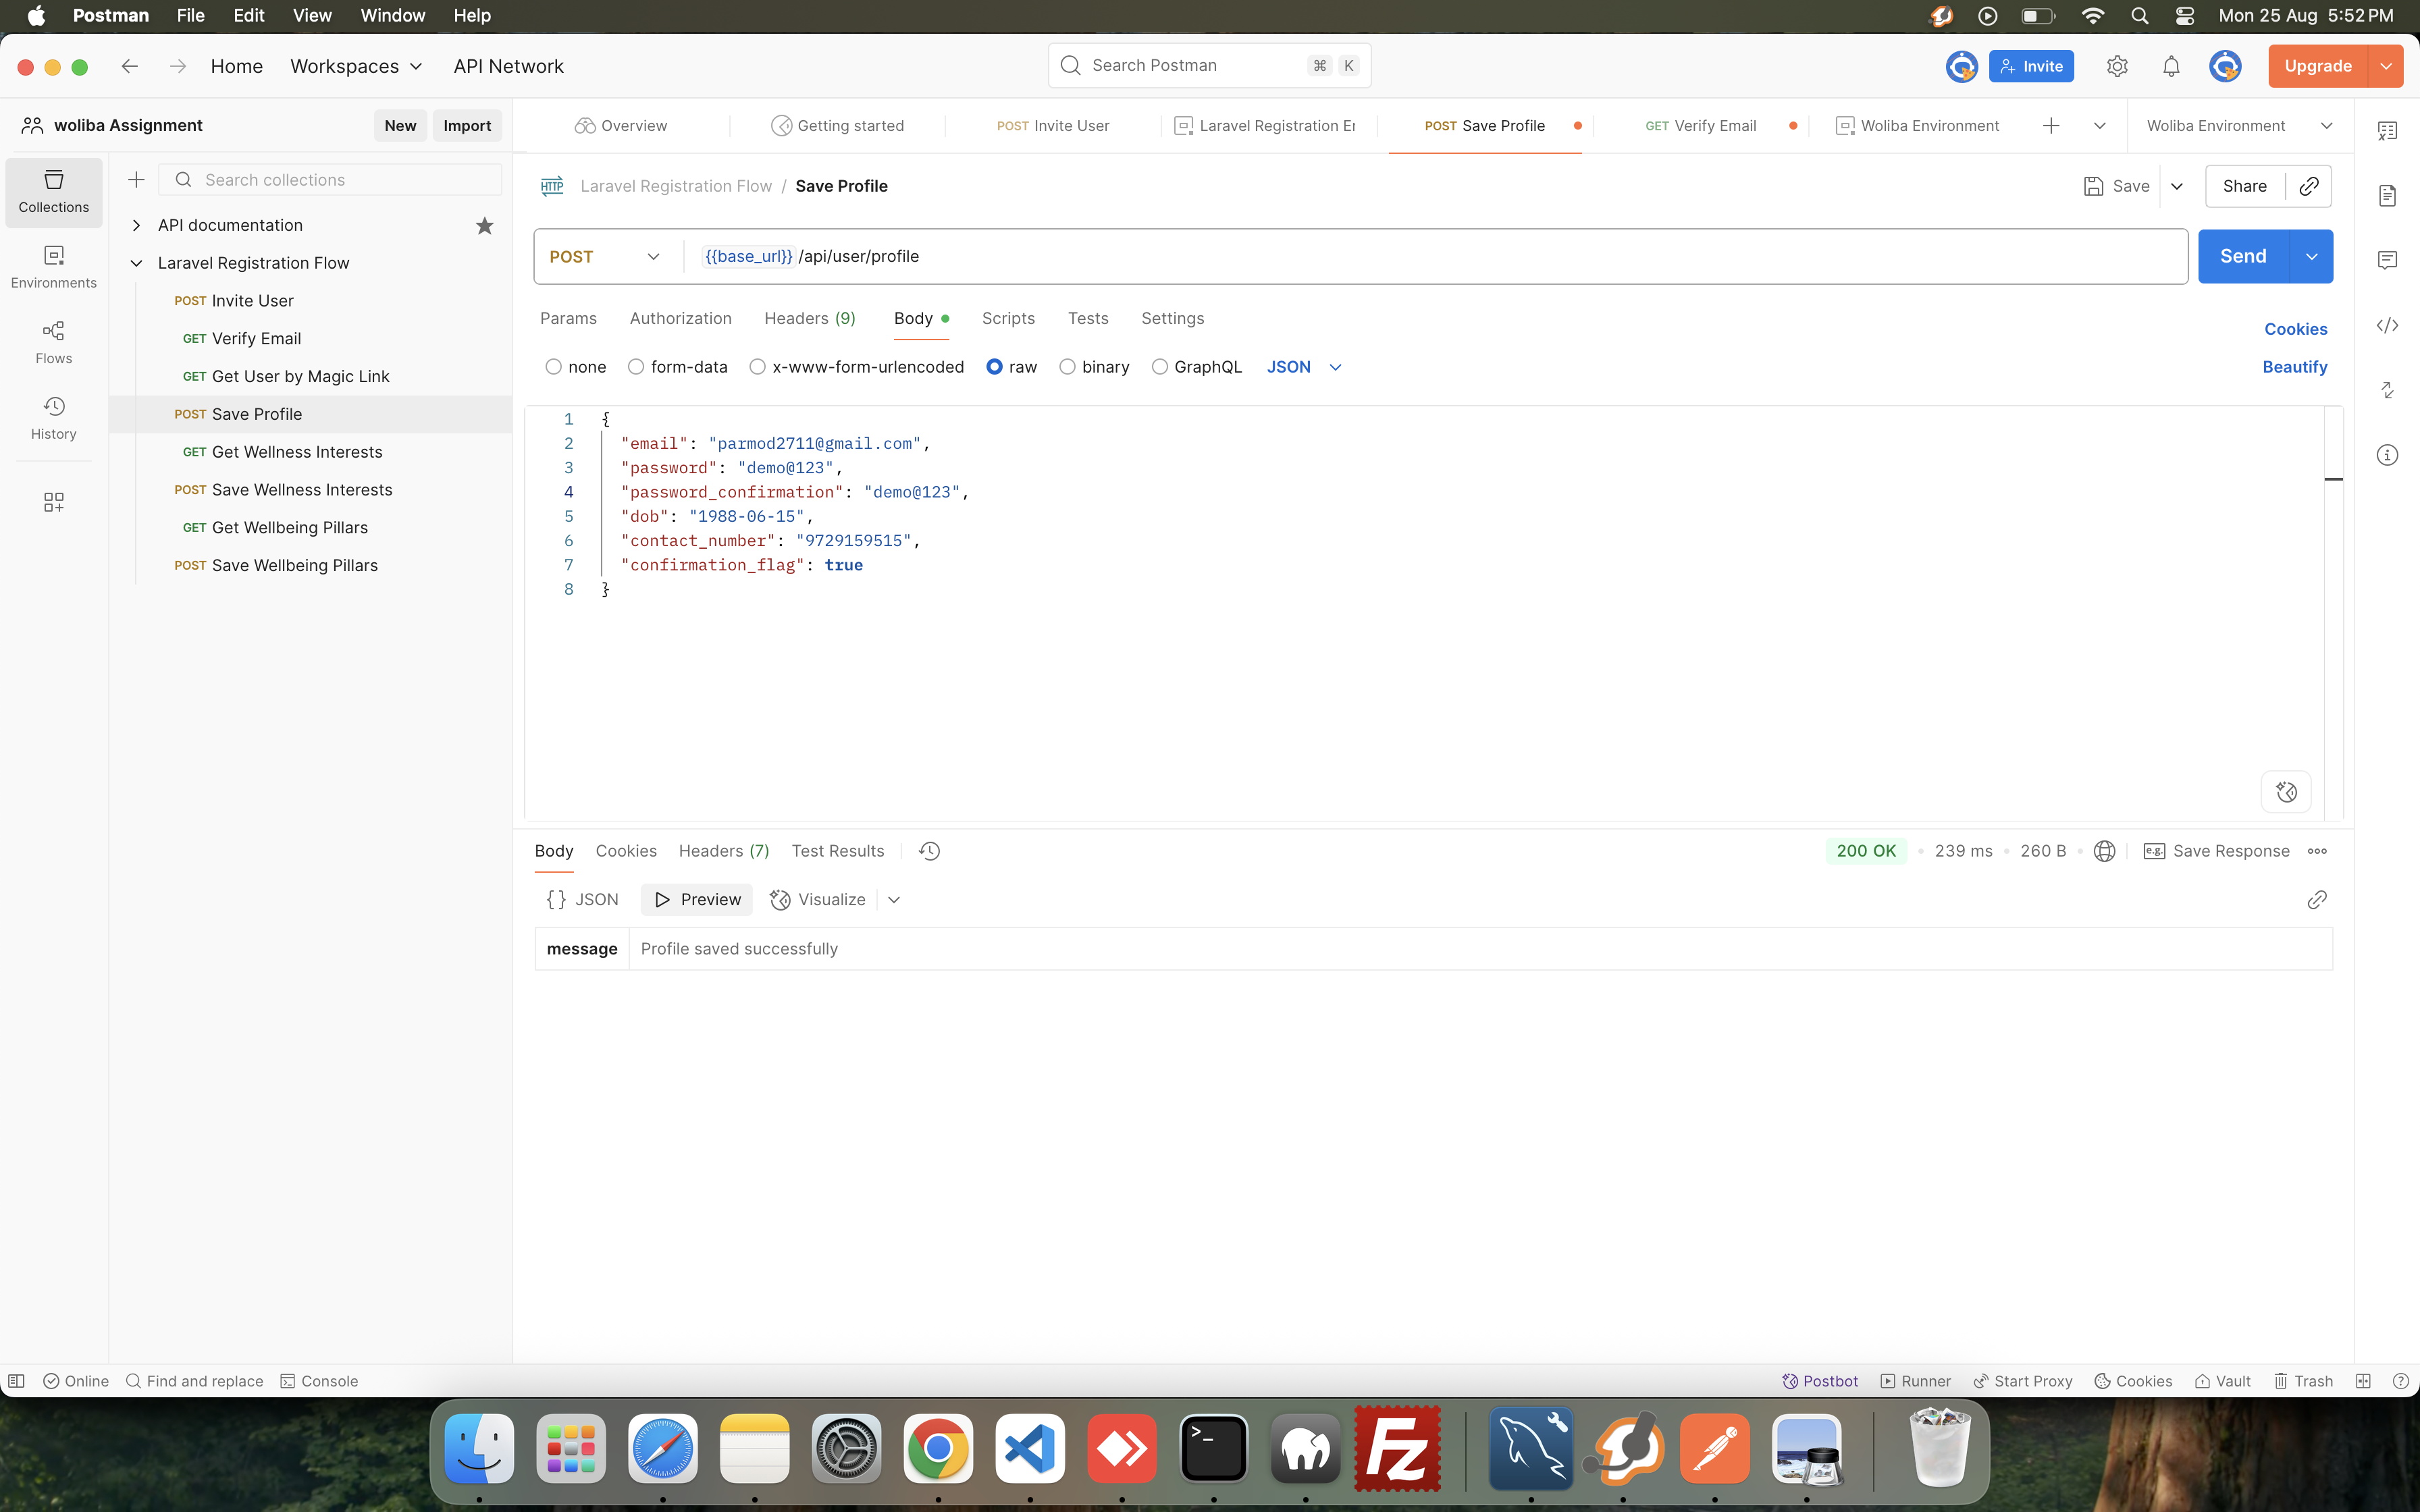 Postman File Edit View Window Help Mon 25 Aug 5:52 PM
Home Workspaces API Network Search Postman ⌘ K Invite Upgrade
woliba Assignment New Import Overview Getting started POST Invite User Laravel Registration Er POST Save Profile GET Verify Email Woliba Environment Woliba Environment
Collections
Environments
Flows
History
Search collections
API documentation
Laravel Registration Flow
POST Invite User
GET Verify Email
GET Get User by Magic Link
POST Save Profile
GET Get Wellness Interests
POST Save Wellness Interests
GET Get Wellbeing Pillars
POST Save Wellbeing Pillars
HTTP Laravel Registration Flow / Save Profile Save Share
POST {{base_url}} /api/user/profile Send
Params Authorization Headers (9) Body Scripts Tests Settings Cookies
none form-data x-www-form-urlencoded raw binary GraphQL JSON Beautify
1 {
2 "email": "parmod2711@gmail.com",
3 "password": "demo@123",
4 "password_confirmation": "demo@123",
5 "dob": "1988-06-15",
6 "contact_number": "9729159515",
7 "confirmation_flag": true
8 }
Body Cookies Headers (7) Test Results 200 OK 239 ms 260 B e.g. Save Response
{} JSON Preview Visualize
message Profile saved successfully
Online Find and replace Console Postbot Runner Start Proxy Cookies Vault Trash
>_ Fz